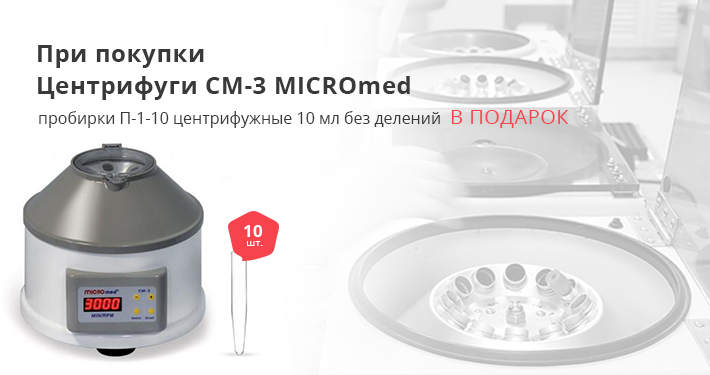 При покупки
Центрифуги СМ-3 MICROmed
пробирки П-1-10 центрифужные 10 мл без делений В ПОДАРОК
10
шт.
MICROmed
СМ-3
3000
MIN/RPM